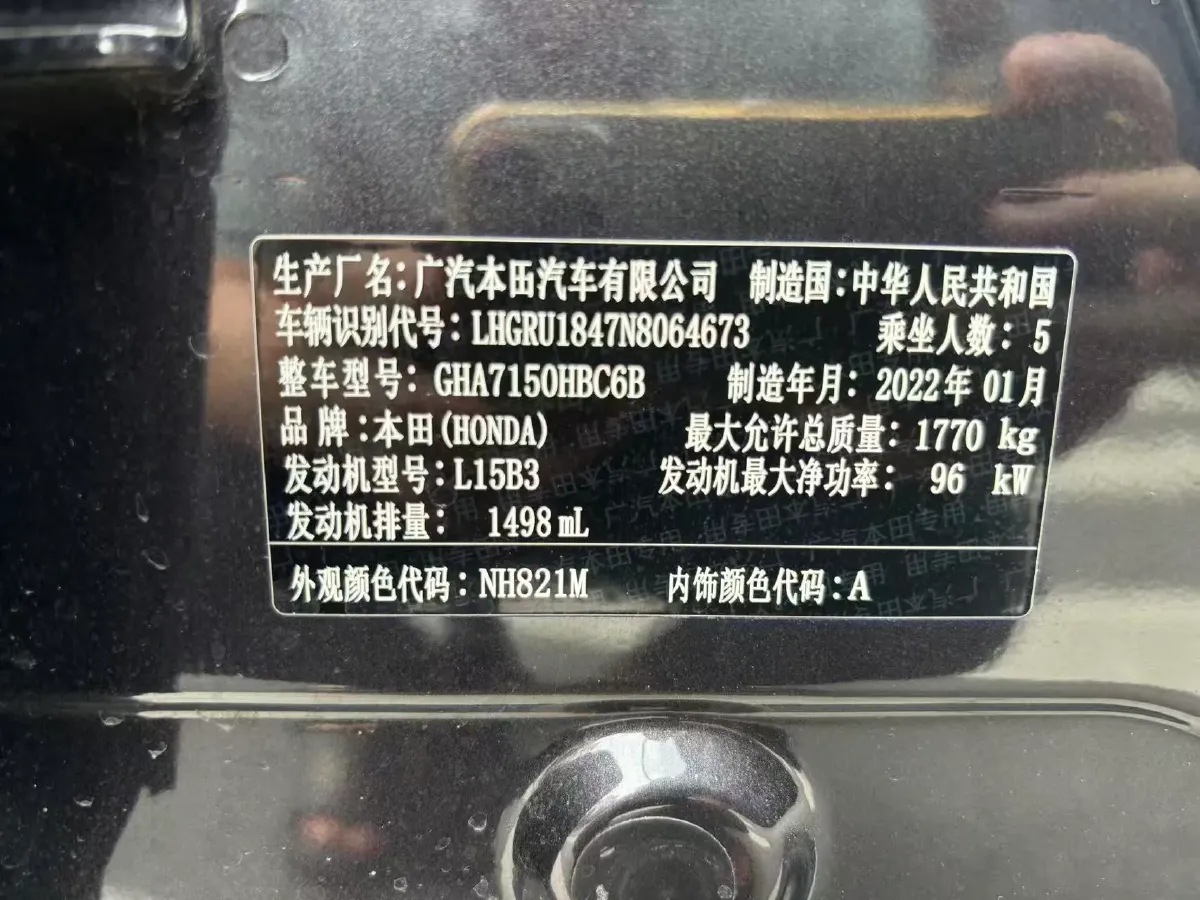 生产厂名：广汽本田汽车有限公司 制造国：中华人民共和国
车辆识别代号：LHGRU1847N8064673 乘坐人数：5
整车型号：GHA7150HBC6B 制造年月：2022年01月
品牌：本田(HONDA) 最大允许总质量：1770 kg
发动机型号：L15B3 发动机最大净功率：96 kW
发动机排量：1498 mL
外观颜色代码：NH821M 内饰颜色代码：A